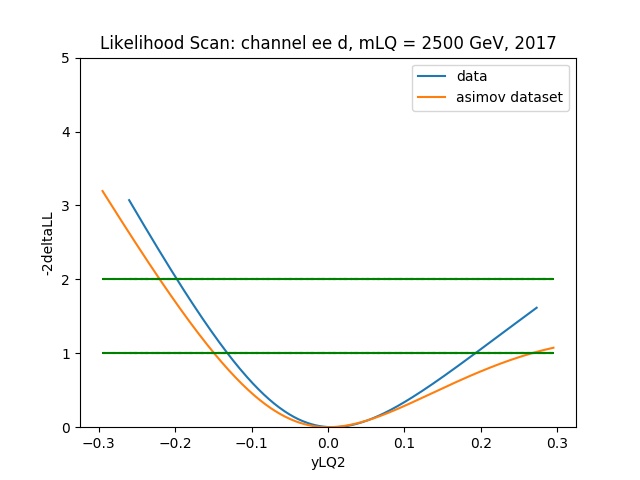 Likelihood Scan: channel ee d, mLQ = 2500 GeV, 2017
data
asimov dataset
-2deltaLL
5
4
3
2
1
0
−0.3 −0.2 −0.1 0.0 0.1 0.2 0.3
yLQ2